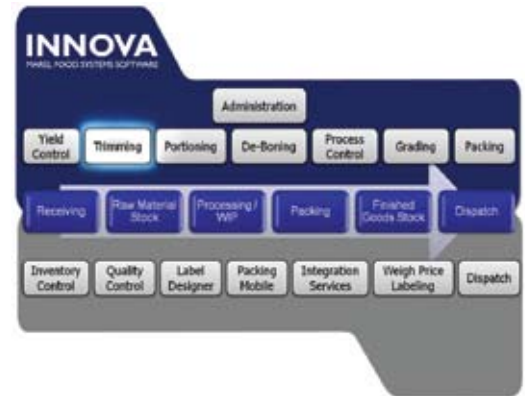 INNOVA
MAREL FOOD SYSTEMS SOFTWARE
Administration
Yield
Control
Trimming
Portioning
De-Boning
Process
Control
Grading
Packing
Receiving
Raw Material
Stock
Processing /
WIP
Packing
Finished
Goods Stock
Dispatch
Inventory
Control
Quality
Control
Label
Designer
Packing
Mobile
Integration
Services
Weigh Price
Labeling
Dispatch